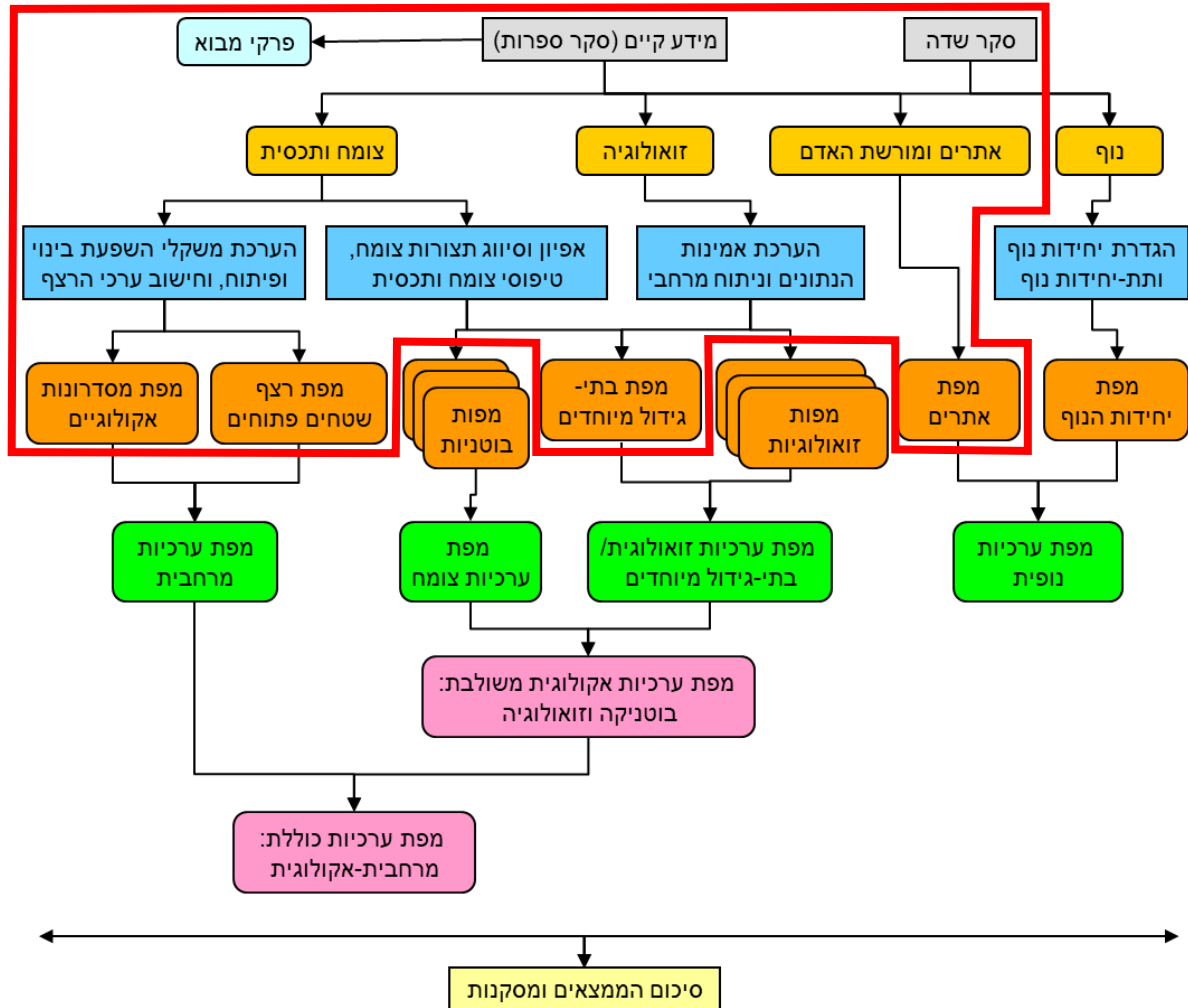 סקר שדה
מידע קיים (סקר ספרות)
פרקי מבוא
נוף
אתרים ומורשת האדם
זואולוגיה
צומח ותכסית
הגדרת יחידות נוף
ותת-יחידות נוף
הערכת אמינות
הנתונים וניתוח מרחבי
אפיון וסיווג תצורות צומח,
טיפוסי צומח ותכסית
הערכת משקלי השפעת בינוי
ופיתוח, וחישוב ערכי הרצף
מפת
יחידות הנוף
מפת
אתרים
מפות
זואולוגיות
מפת בתי-
גידול מיוחדים
מפות
בוטניות
מפת רצף
שטחים פתוחים
מפת מסדרונות
אקולוגיים
מפת ערכיות
נופית
מפת ערכיות זואולוגית/
בתי-גידול מיוחדים
מפת
ערכיות צומח
מפת ערכיות
מרחבית
מפת ערכיות אקולוגית משולבת:
בוטניקה וזואולוגיה
מפת ערכיות כוללת:
מרחבית-אקולוגית
סיכום הממצאים ומסקנות